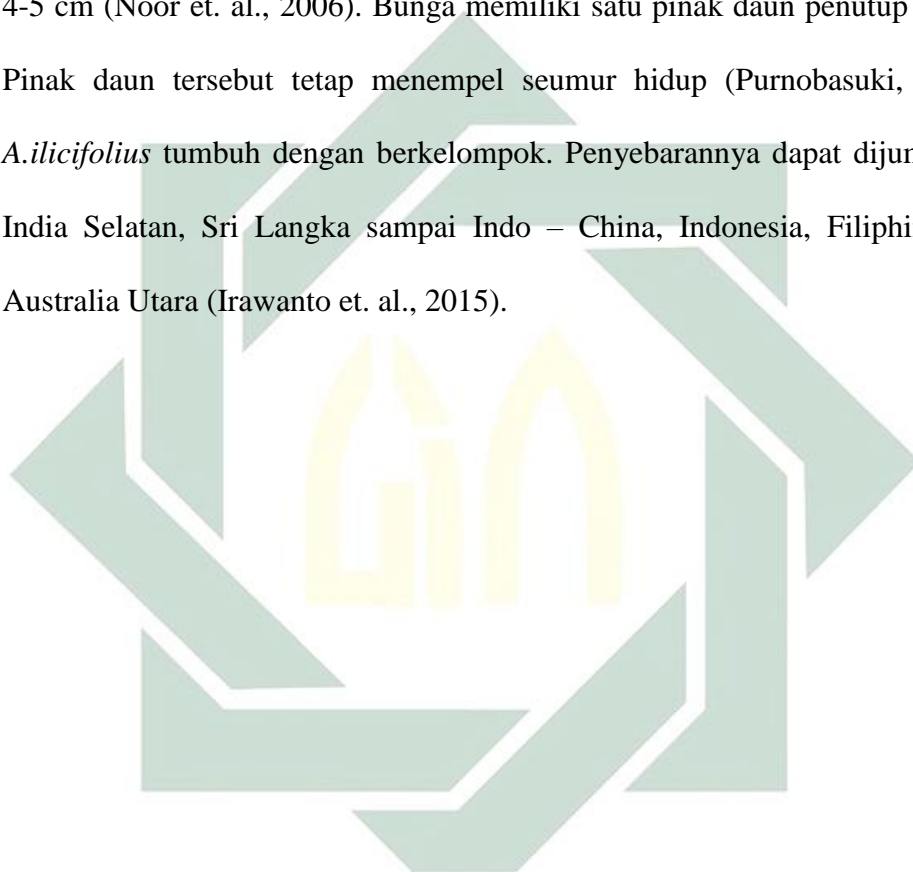 4-5 cm (Noor et. al., 2006). Bunga memiliki satu pinak daun penutup
Pinak daun tersebut tetap menempel seumur hidup (Purnobasuki,
A.ilicifolius tumbuh dengan berkelompok. Penyebarannya dapat
India Selatan, Sri Langka sampai Indo – China, Indonesia,
Australia Utara (Irawanto et. al., 2015).